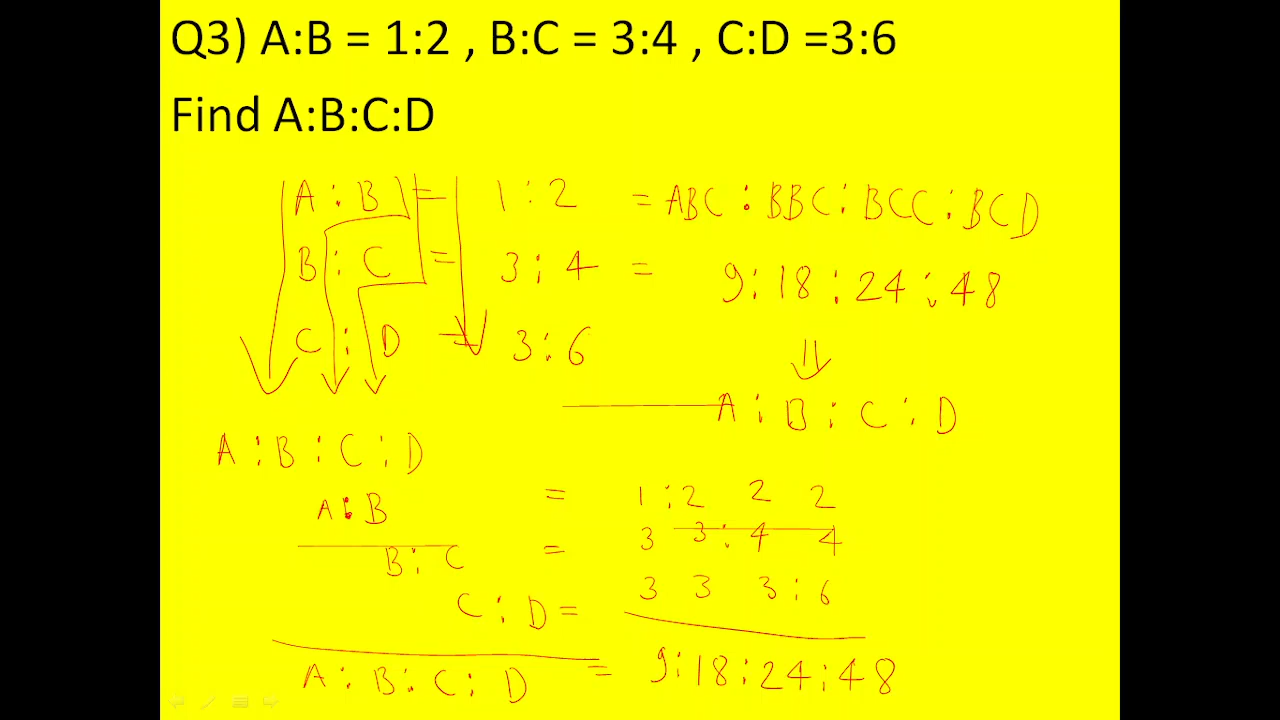 Q3) A:B = 1:2 , B:C = 3:4 , C:D =3:6
Find A:B:C:D
A : B = 1 : 2 = ABC : BBC : BCC : BCD
B : C = 3 : 4 = 9 : 18 : 24 : 48
C : D = 3 : 6
A : B : C : D
A : B : C : D
A : B = 1 : 2 2 2
B : C = 3 3 : 4 4
C : D = 3 3 3 : 6
A : B : C : D = 9 : 18 : 24 : 48